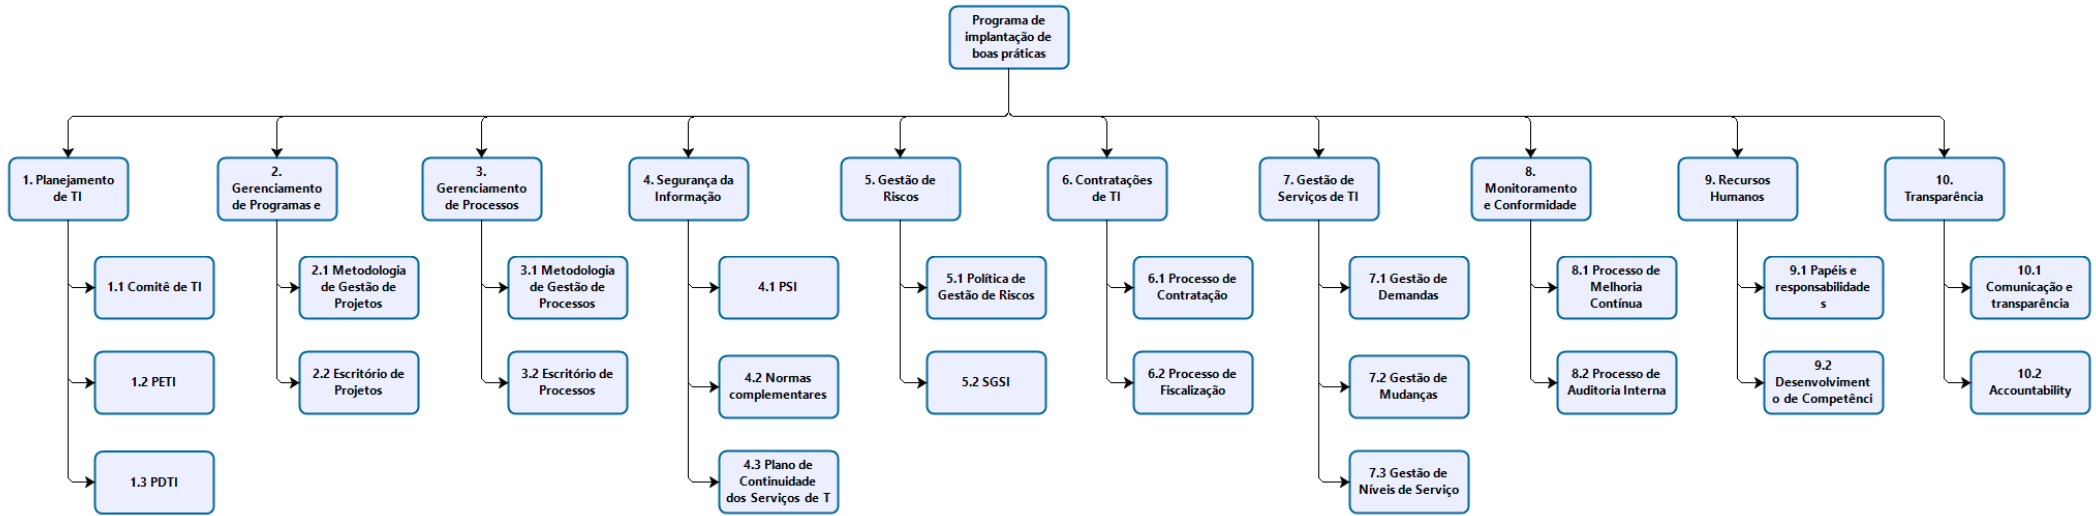 Programa de
implantação de
boas práticas
1. Planejamento
de TI
2.
Gerenciamento
de Programas e
3.
Gerenciamento
de Processos
4. Segurança da
Informação
5. Gestão de
Riscos
6. Contratações
de TI
7. Gestão de
Serviços de TI
8.
Monitoramento
e Conformidade
9. Recursos
Humanos
10.
Transparência
1.1 Comitê de TI
2.1 Metodologia
de Gestão de
Projetos
3.1 Metodologia
de Gestão de
Processos
4.1 PSI
5.1 Política de
Gestão de Riscos
6.1 Processo de
Contratação
7.1 Gestão de
Demandas
8.1 Processo de
Melhoria
Contínua
9.1 Papéis e
responsabilidade
s
10.1
Comunicação e
transparência
1.2 PETI
2.2 Escritório de
Projetos
3.2 Escritório de
Processos
4.2 Normas
complementares
5.2 SGSI
6.2 Processo de
Fiscalização
7.2 Gestão de
Mudanças
8.2 Processo de
Auditoria Interna
9.2
Desenvolviment
o de Competênci
10.2
Accountability
1.3 PDTI
4.3 Plano de
Continuidade
dos Serviços de T
7.3 Gestão de
Níveis de Serviço